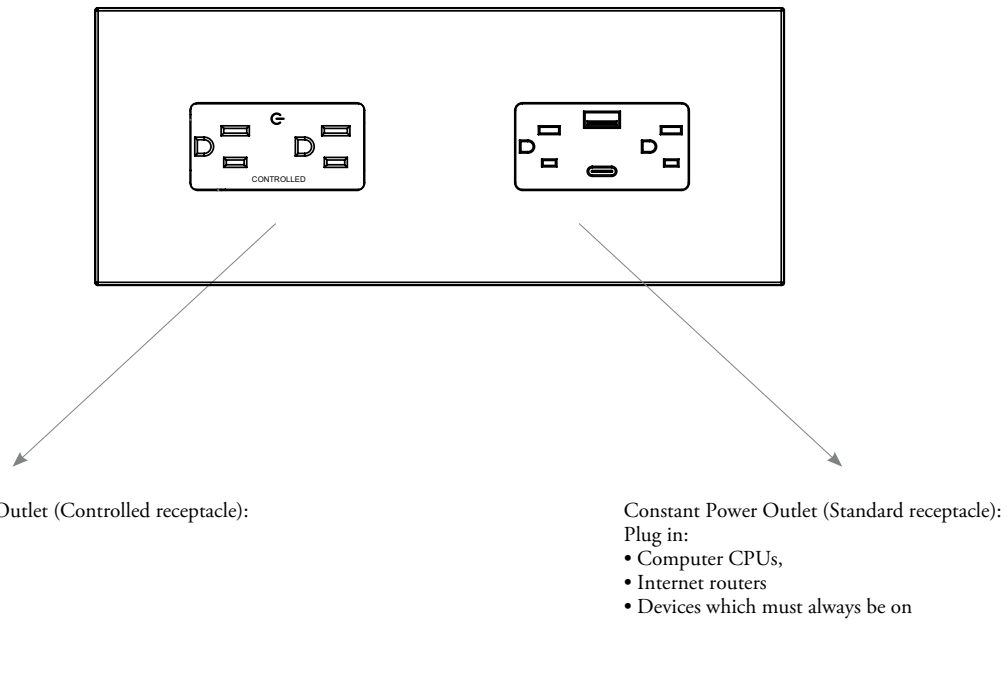 CONTROLLED
Outlet (Controlled receptacle):
Constant Power Outlet (Standard receptacle):
Plug in:
• Computer CPUs,
• Internet routers
• Devices which must always be on